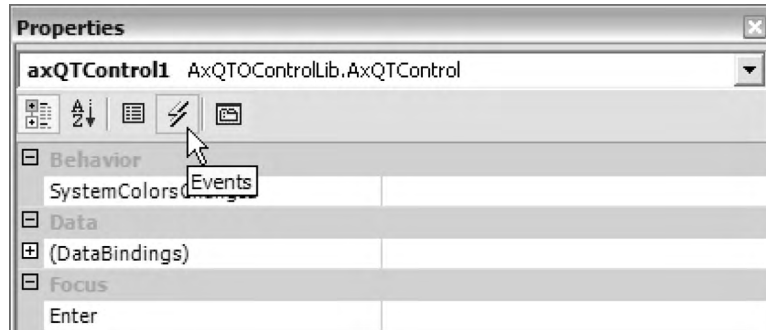 Properties
axQTControl1 AxQTOControlLib.AxQTControl
Behavior
Events
Data
(DataBindings)
Focus
Enter